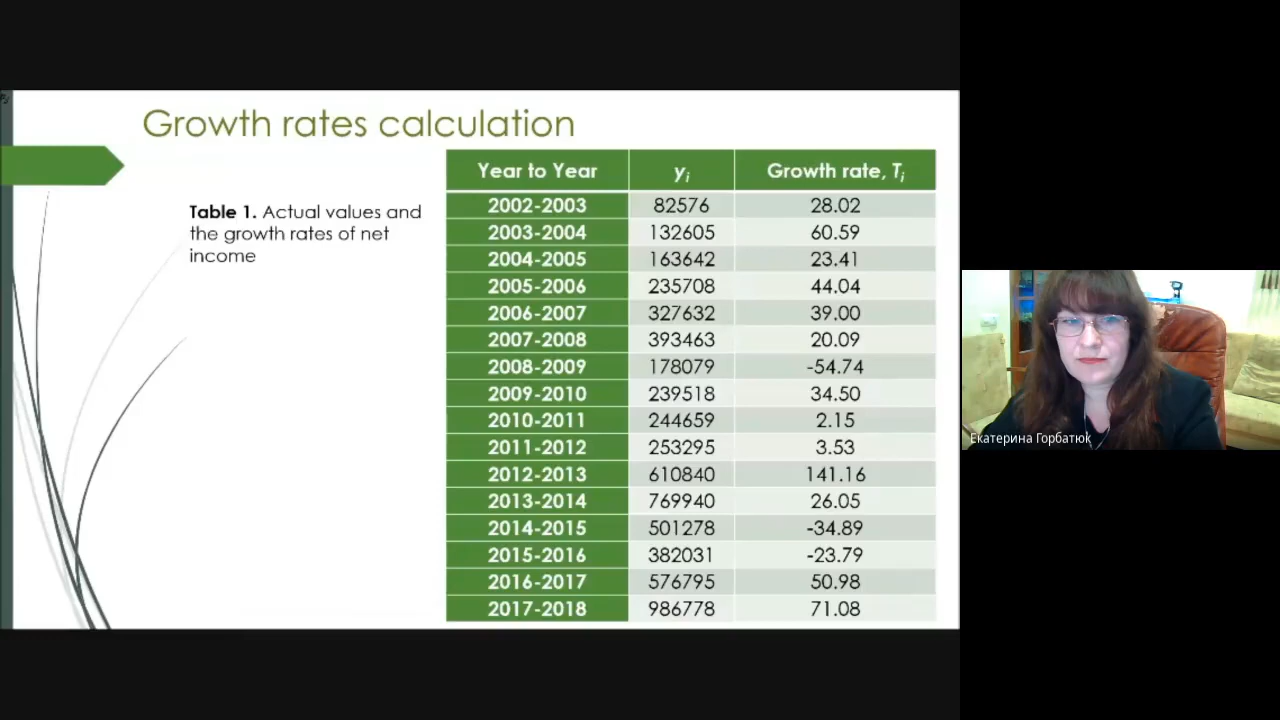 Growth rates calculation
Table 1. Actual values and
the growth rates of net
income
Year to Year yᵢ Growth rate, Tᵢ
2002-2003 82576 28.02
2003-2004 132605 60.59
2004-2005 163642 23.41
2005-2006 235708 44.04
2006-2007 327632 39.00
2007-2008 393463 20.09
2008-2009 178079 -54.74
2009-2010 239518 34.50
2010-2011 244659 2.15
2011-2012 253295 3.53
2012-2013 610840 141.16
2013-2014 769940 26.05
2014-2015 501278 -34.89
2015-2016 382031 -23.79
2016-2017 576795 50.98
2017-2018 986778 71.08
Екатерина Горбатюк